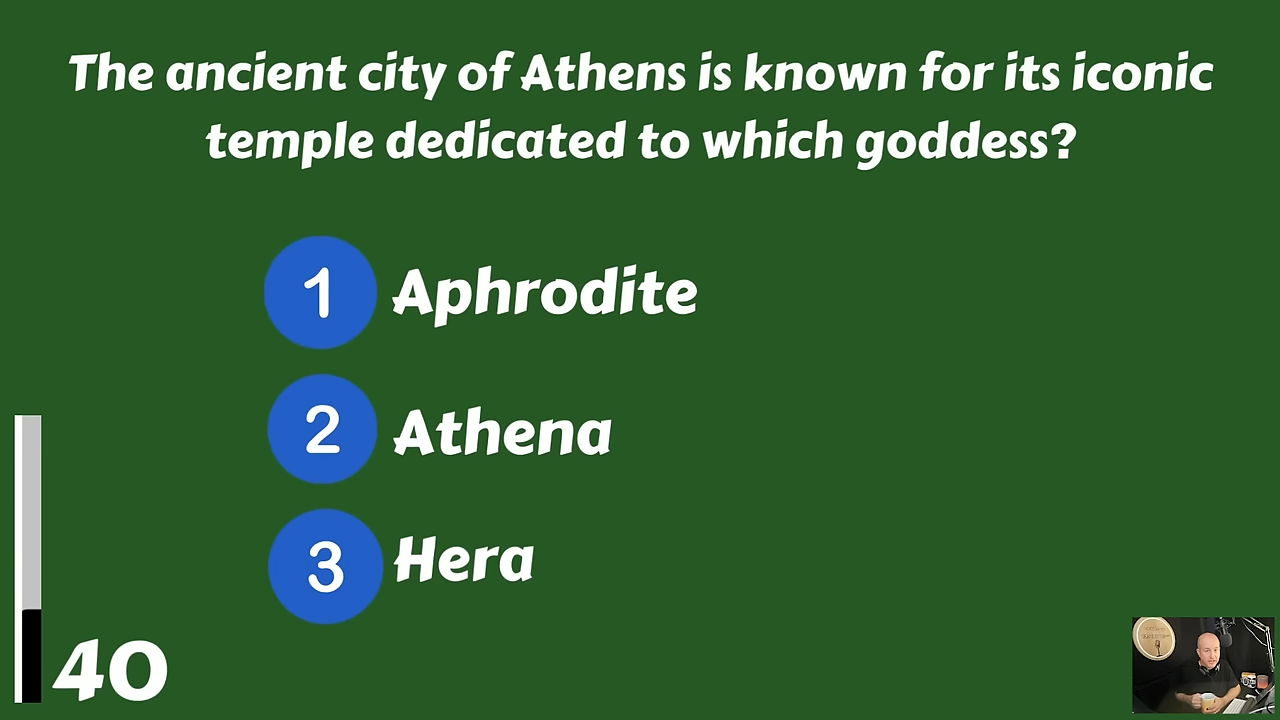 The ancient city of Athens is known for its iconic
temple dedicated to which goddess?
1 Aphrodite
2 Athena
3 Hera
40